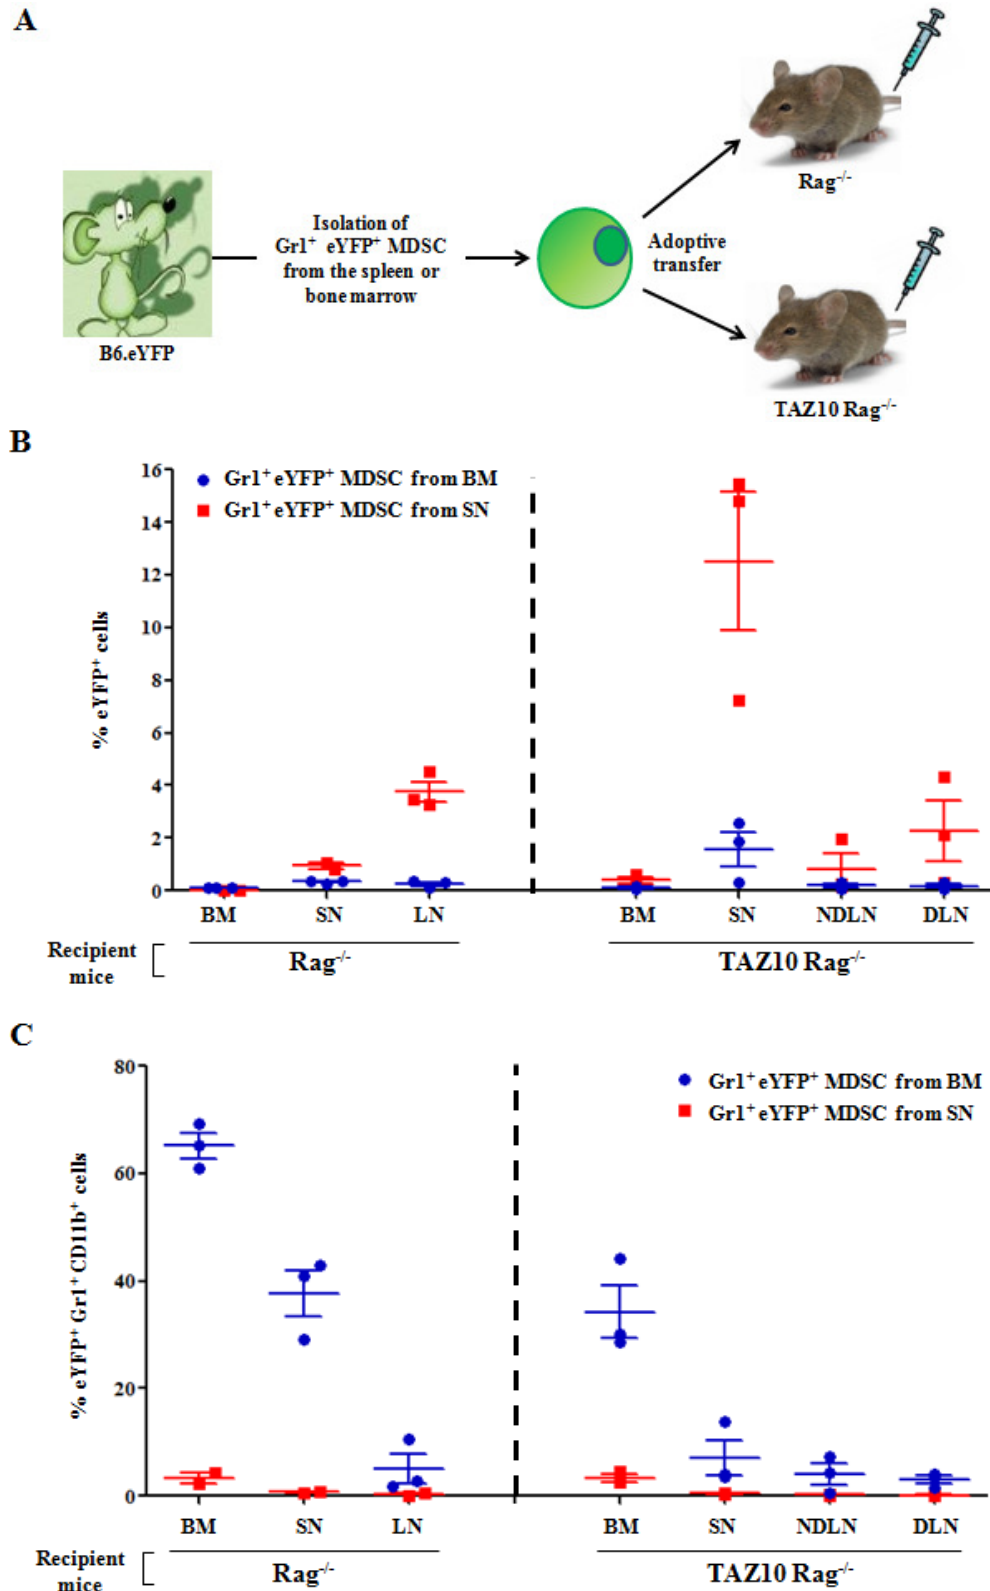 A
Isolation of
Gr1⁺ eYFP⁺ MDSC
from the spleen or
bone marrow
B6.eYFP
Adoptive
transfer
Rag⁻/⁻
TAZ10 Rag⁻/⁻
B
Gr1⁺ eYFP⁺ MDSC from BM
Gr1⁺ eYFP⁺ MDSC from SN
% eYFP⁺ cells
16
14
12
10
8
6
4
2
0
BM SN LN BM SN NDLN DLN
Recipient
mice
Rag⁻/⁻ TAZ10 Rag⁻/⁻
C
Gr1⁺ eYFP⁺ MDSC from BM
Gr1⁺ eYFP⁺ MDSC from SN
% eYFP⁺ Gr1⁺ CD11b⁺ cells
80
60
40
20
0
BM SN LN BM SN NDLN DLN
Recipient
mice
Rag⁻/⁻ TAZ10 Rag⁻/⁻